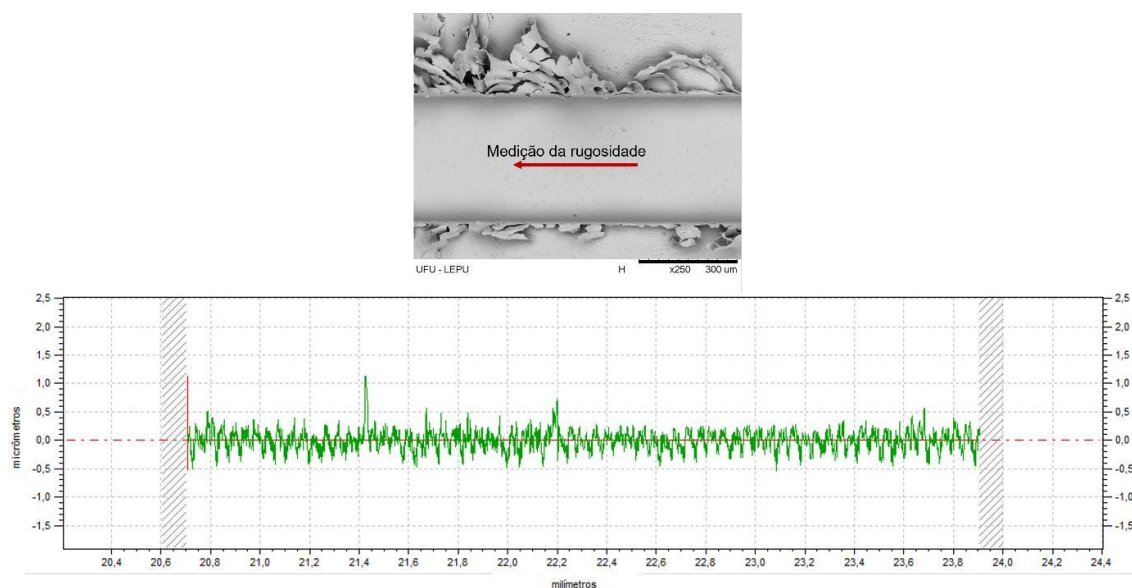 Medição da rugosidade
UFU - LEPU H x250 300 um
2,5 2,5
2,0 2,0
1,5 1,5
1,0 1,0
0,5 0,5
0,0 0,0
-0,5 -0,5
-1,0 -1,0
-1,5 -1,5
micrômetros
20,4 20,6 20,8 21,0 21,2 21,4 21,6 21,8 22,0 22,2 22,4 22,6 22,8 23,0 23,2 23,4 23,6 23,8 24,0 24,2 24,4
milímetros